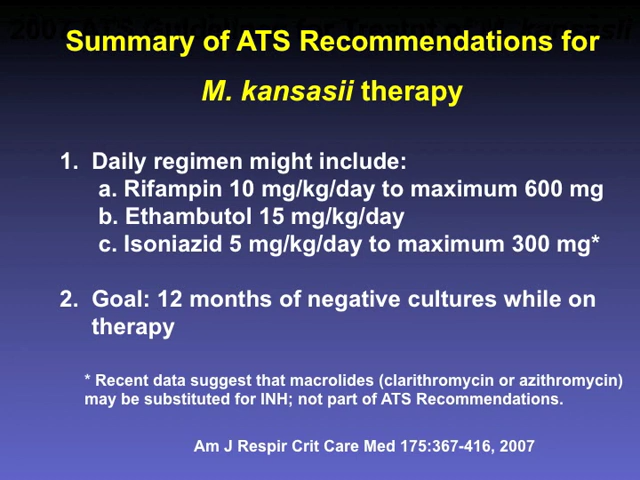 Summary of ATS Recommendations for
M. kansasii therapy
1. Daily regimen might include:
a. Rifampin 10 mg/kg/day to maximum 600 mg
b. Ethambutol 15 mg/kg/day
c. Isoniazid 5 mg/kg/day to maximum 300 mg*
2. Goal: 12 months of negative cultures while on
therapy
* Recent data suggest that macrolides (clarithromycin or azithromycin)
may be substituted for INH; not part of ATS Recommendations.
Am J Respir Crit Care Med 175:367-416, 2007